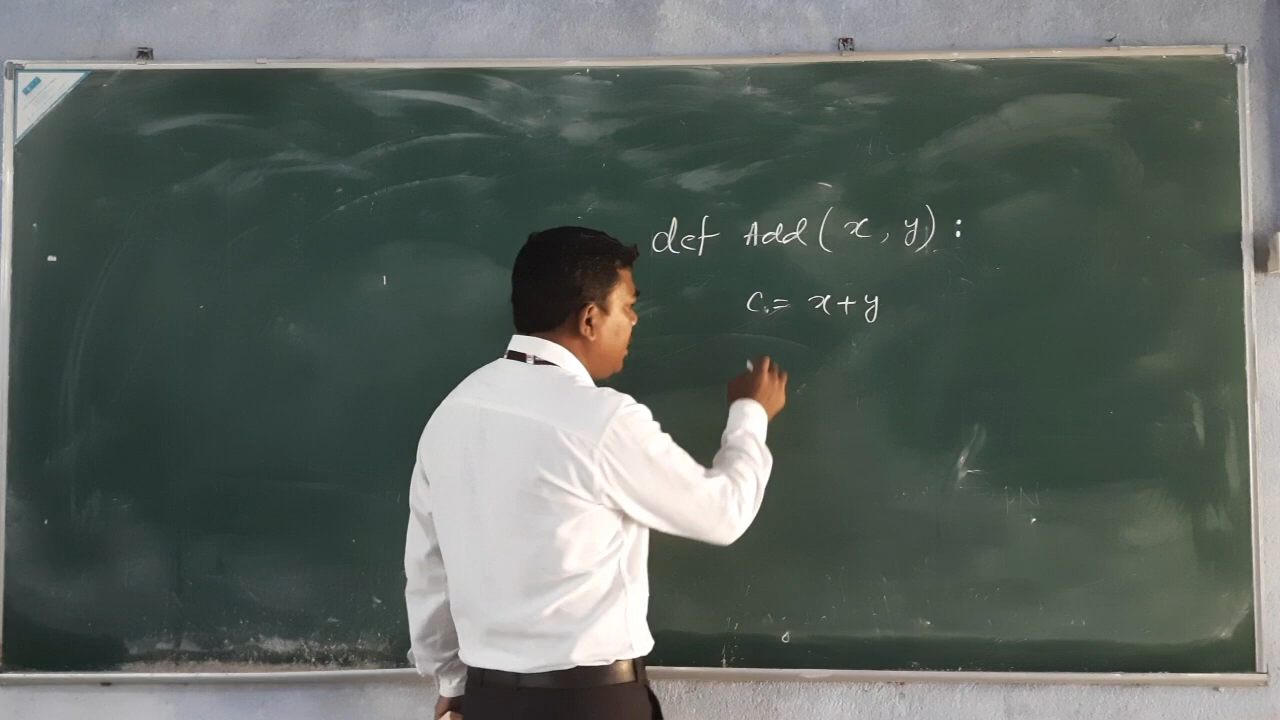 def Add(x, y):
c = x+y